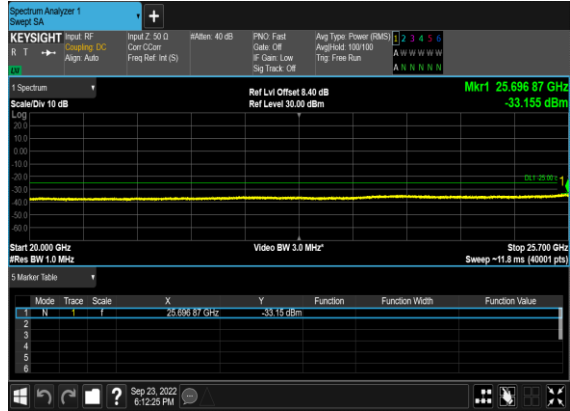 Spectrum Analyzer 1
Swept SA
KEYSIGHT Input: RF Input Z: 50 Ω #Atten: 40 dB PNO: Fast Avg Type: Power (RMS) 1 2 3 4 5 6
R T Coupling: DC Corr CCorr Gate: Off Avg|Hold: 100/100 A W W W W W
Align: Auto Freq Ref: Int (S) IF Gain: Low Trig: Free Run
LV Sig Track: Off A N N N N N
1 Spectrum Ref Lvl Offset 8.40 dB Mkr1 25.696 87 GHz
Scale/Div 10 dB Ref Level 30.00 dBm -33.155 dBm
Log
20.0
10.0
0.00
-10.0
-20.0
-30.0
-40.0
-50.0
-60.0
1
Start 20.000 GHz Video BW 3.0 MHz* Stop 25.700 GHz
#Res BW 1.0 MHz Sweep ~11.8 ms (40001 pts)
5 Marker Table
Mode Trace Scale X Y Function Function Width Function Value
1 N 1 f 25.696 87 GHz -33.15 dBm
2
3
4
5
6
? Sep 23, 2022
6:12:25 PM